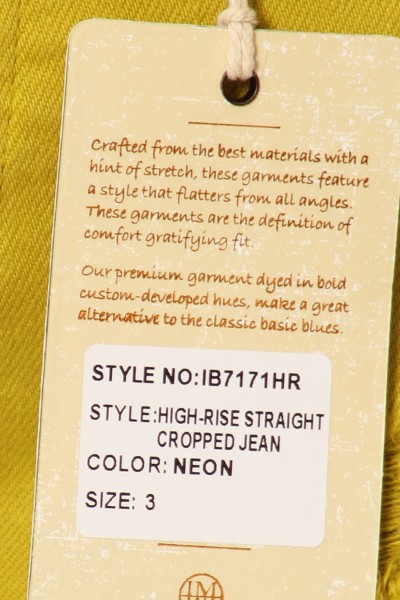 Crafted from the best materials with a
hint of stretch, these garments feature
a style that flatters from all angles.
These garments are the definition of
comfort gratifying fit.
Our premium garment dyed in bold
custom-developed hues, make a great
alternative to the classic basic blues.
STYLE NO:IB7171HR
STYLE:HIGH-RISE STRAIGHT
CROPPED JEAN
COLOR: NEON
SIZE: 3